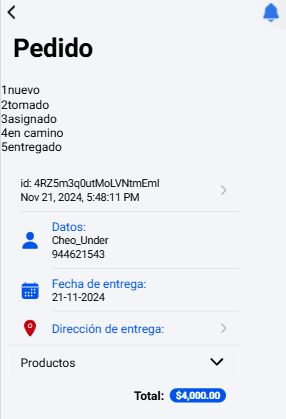 Pedido
1nuevo
2tomado
3asignado
4en camino
5entregado
id: 4RZ5m3q0utMoLVNtmEml
Nov 21, 2024, 5:48:11 PM
Datos:
Cheo_Under
944621543
Fecha de entrega:
21-11-2024
Dirección de entrega:
Productos
Total: $4,000.00